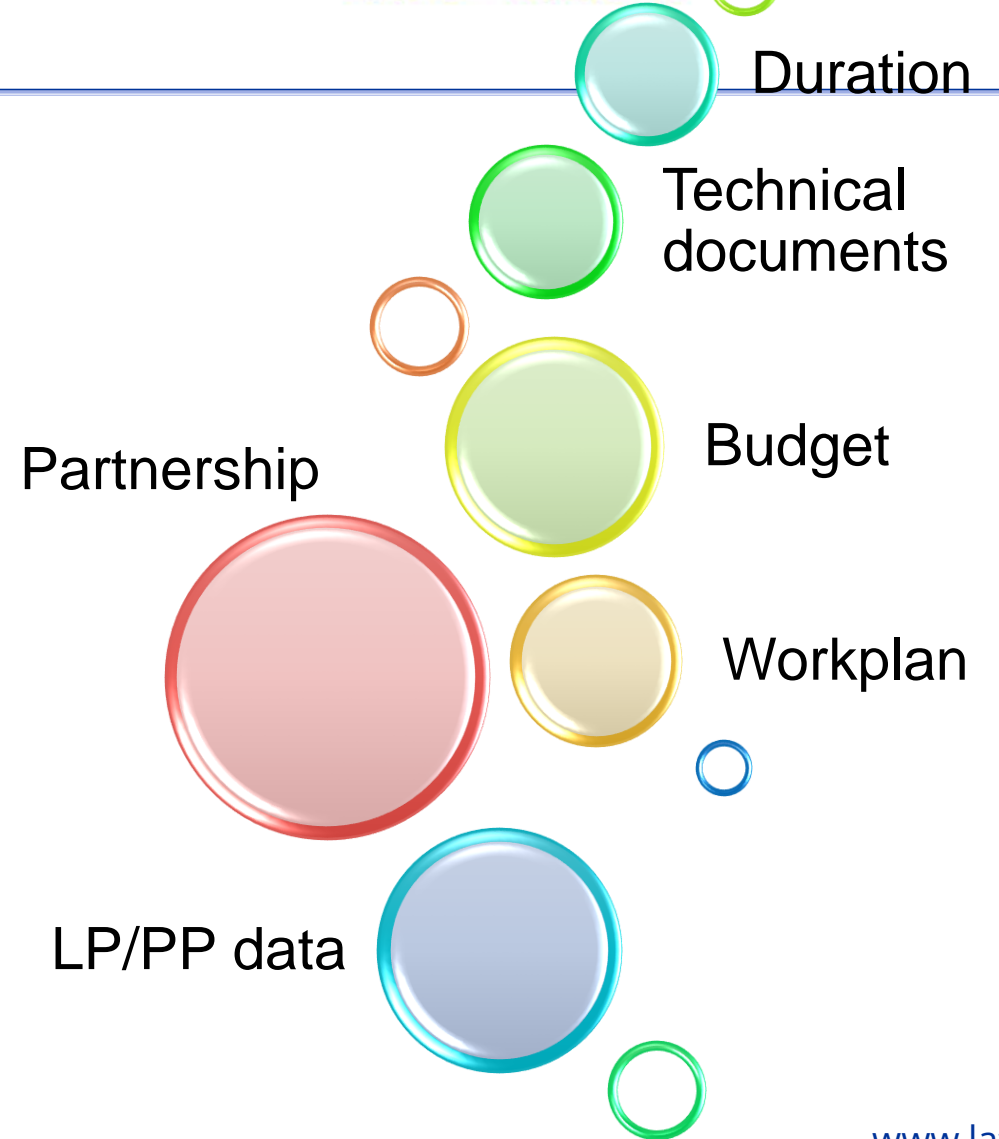 Duration
Technical
documents
Budget
Partnership
Workplan
LP/PP data